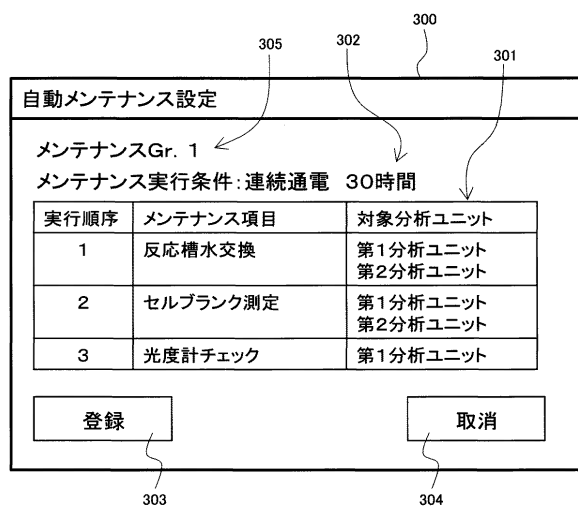 300
305
302
301
自動メンテナンス設定
メンテナンスGr. 1
メンテナンス実行条件:連続通電 30時間
実行順序 メンテナンス項目 対象分析ユニット
1 反応槽水交換 第1分析ユニット
第2分析ユニット
2 セルブランク測定 第1分析ユニット
第2分析ユニット
3 光度計チェック 第1分析ユニット
登録 取消
303 304